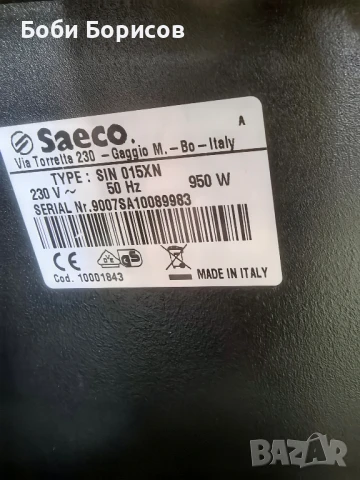 Боби Борисов
A
Saeco.
Via Torretta 230 - Gaggio M. - Bo - Italy
TYPE : SIN 015XN
230 V ~ 50 Hz 950 W
SERIAL Nr.9007SA10089983
CE
MADE IN ITALY
Cod. 10001843
BAZAR